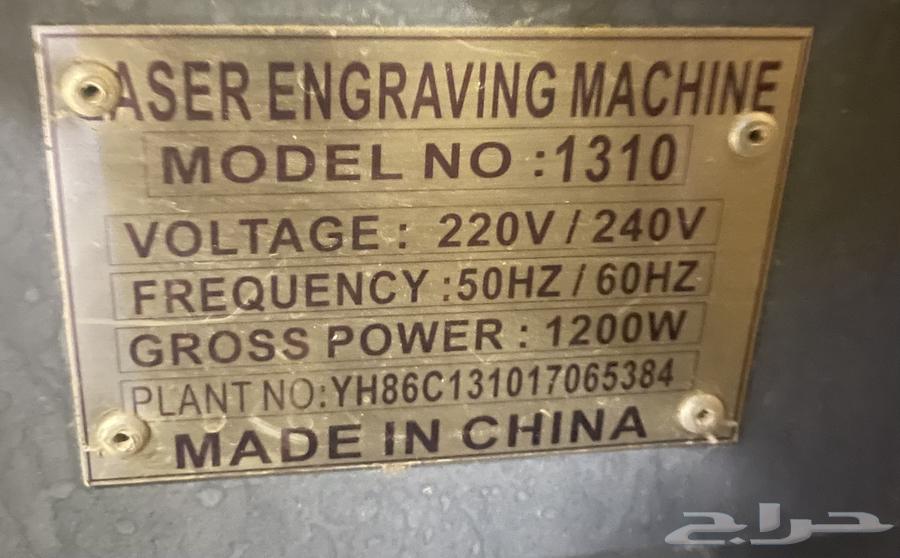 LASER ENGRAVING MACHINE
MODEL NO :1310
VOLTAGE : 220V / 240V
FREQUENCY :50HZ / 60HZ
GROSS POWER : 1200W
PLANT NO:YH86C131017065384
MADE IN CHINA
حراج